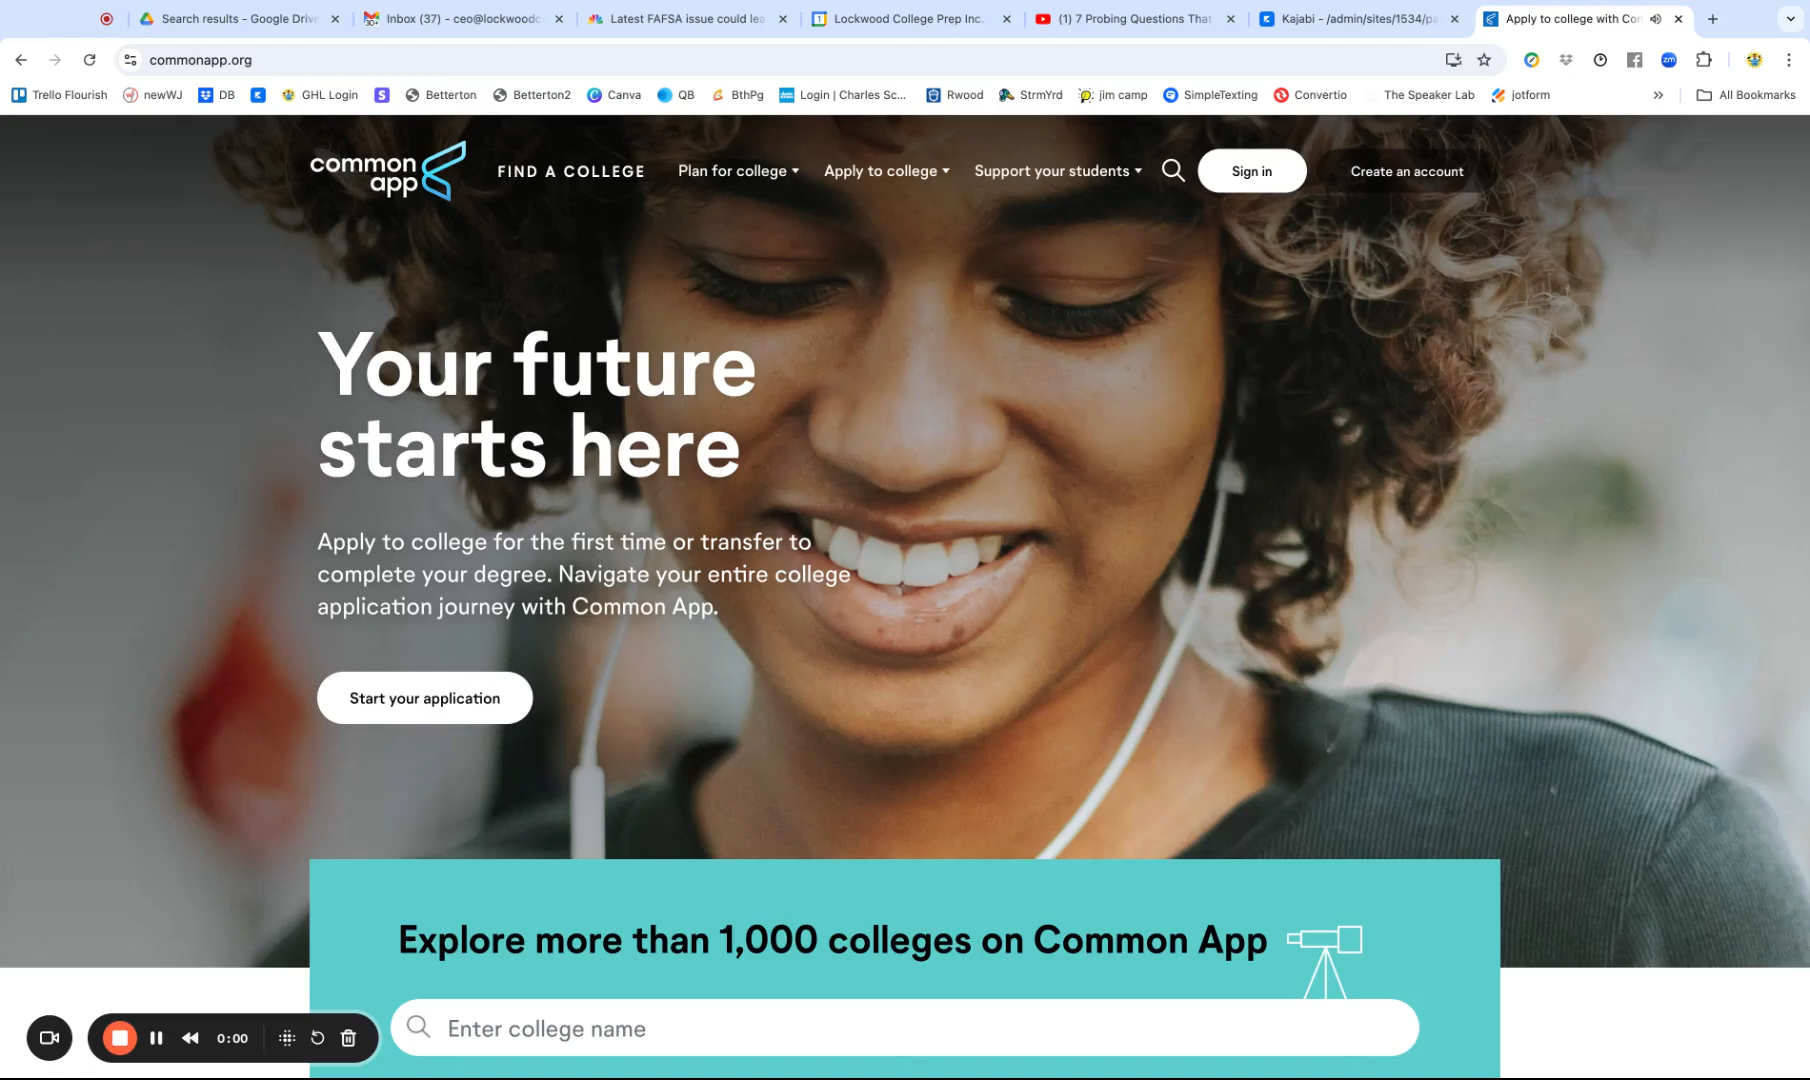 Search results - Google Drive
Inbox (37) - ceo@lockwoodc
Latest FAFSA issue could lea
Lockwood College Prep Inc.
(1) 7 Probing Questions That
Kajabi - /admin/sites/1534/pa
Apply to college with Con
commonapp.org
zm
Trello Flourish
newWJ
DB
GHL Login
S
Betterton
Betterton2
Canva
QB
BthPg
Login | Charles Sc...
Rwood
StrmYrd
jim camp
SimpleTexting
Convertio
The Speaker Lab
jotform
»
All Bookmarks
common
app
FIND A COLLEGE
Plan for college
Apply to college
Support your students
Sign in
Create an account
Your future
starts here
Apply to college for the first time or transfer to
complete your degree. Navigate your entire college
application journey with Common App.
Start your application
Explore more than 1,000 colleges on Common App
Enter college name
0:00